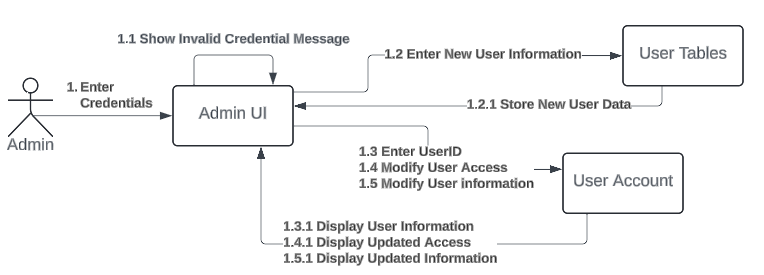 1.1 Show Invalid Credential Message
1.2 Enter New User Information
User Tables
1. Enter
Credentials
Admin UI
1.2.1 Store New User Data
Admin
1.3 Enter UserID
1.4 Modify User Access
1.5 Modify User information
User Account
1.3.1 Display User Information
1.4.1 Display Updated Access
1.5.1 Display Updated Information